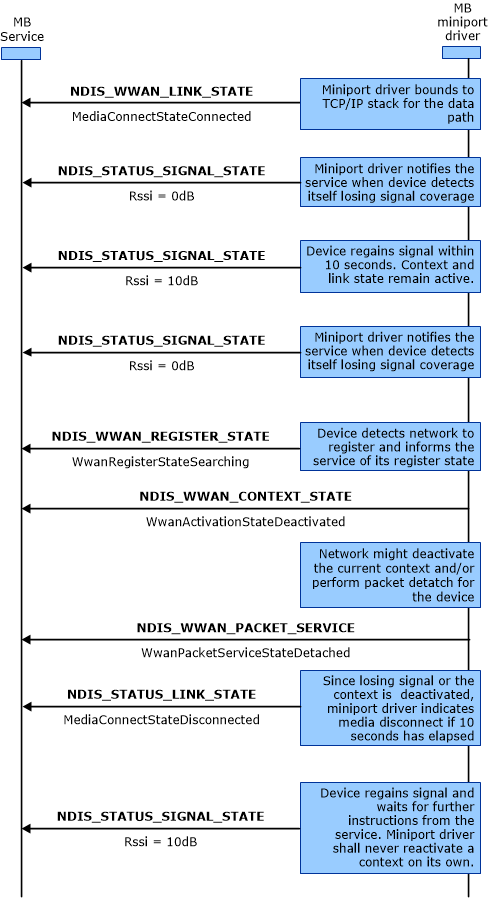 MB
Service
MB
miniport
driver
NDIS_WWAN_LINK_STATE
MediaConnectStateConnected
Miniport driver bounds to
TCP/IP stack for the data
path
NDIS_STATUS_SIGNAL_STATE
Rssi = 0dB
Miniport driver notifies the
service when device detects
itself losing signal coverage
NDIS_STATUS_SIGNAL_STATE
Rssi = 10dB
Device regains signal within
10 seconds. Context and
link state remain active.
NDIS_STATUS_SIGNAL_STATE
Rssi = 0dB
Miniport driver notifies the
service when device detects
itself losing signal coverage
NDIS_WWAN_REGISTER_STATE
WwanRegisterStateSearching
Device detects network to
register and informs the
service of its register state
NDIS_WWAN_CONTEXT_STATE
WwanActivationStateDeactivated
Network might deactivate
the current context and/or
perform packet detatch for
the device
NDIS_WWAN_PACKET_SERVICE
WwanPacketServiceStateDetached
NDIS_STATUS_LINK_STATE
MediaConnectStateDisconnected
Since losing signal or the
context is deactivated,
miniport driver indicates
media disconnect if 10
seconds has elapsed
NDIS_STATUS_SIGNAL_STATE
Rssi = 10dB
Device regains signal and
waits for further
instructions from the
service. Miniport driver
shall never reactivate a
context on its own.